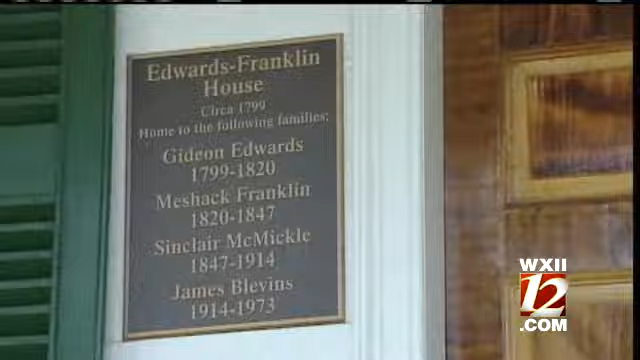 Edwards-Franklin
House
Circa 1799
Home to the following families:
Gideon Edwards
1799-1820
Meshack Franklin
1820-1847
Sinclair McMickle
1847-1914
James Blevins
1914-1973
WXII
12
.COM